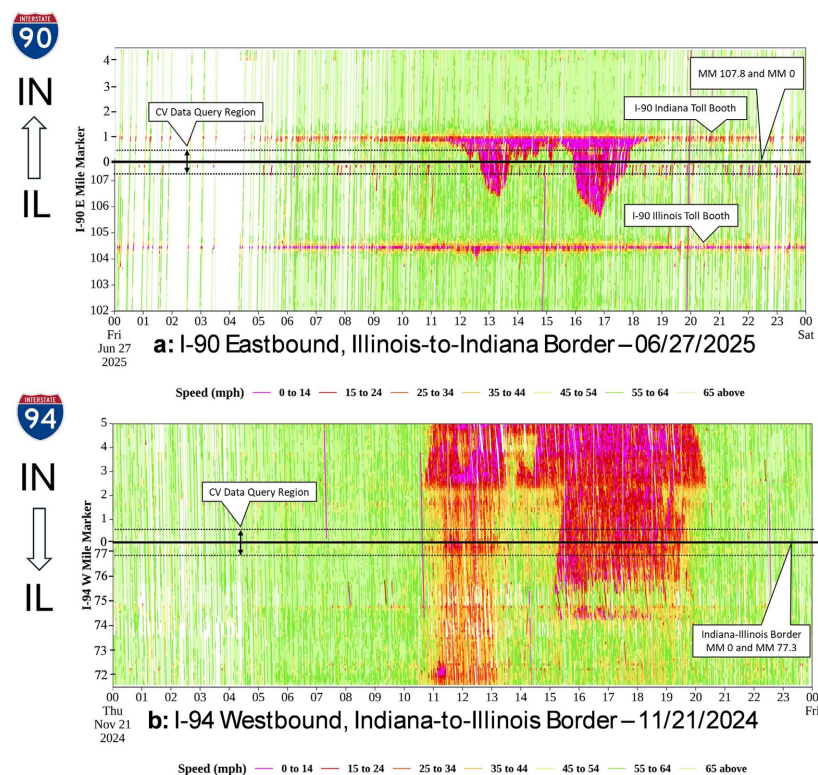 INTERSTATE
90
IN
IL
I-90 E Mile Marker
4
3
2
1
0
107
106
105
104
102
CV Data Query Region
MM 107.8 and MM 0
I-90 Indiana Toll Booth
I-90 Illinois Toll Booth
00 01 02 03 04 05 06 07 08 09 10 11 12 13 14 15 16 17 18 19 20 21 22 23 00
Fri Sat
Jun 27
2025
a: I-90 Eastbound, Illinois-to-Indiana Border – 06/27/2025
Speed (mph) 0 to 14 15 to 24 25 to 34 35 to 44 45 to 54 55 to 64 65 above
INTERSTATE
94
IN
IL
I-94 W Mile Marker
5
4
3
2
1
0
77
76
75
74
73
72
CV Data Query Region
Indiana-Illinois Border
MM 0 and MM 77.3
00 01 02 03 04 05 06 07 08 09 10 11 12 13 14 15 16 17 18 19 20 21 22 23 00
Thu Fri
Nov 21
2024
b: I-94 Westbound, Indiana-to-Illinois Border – 11/21/2024
Speed (mph) 0 to 14 15 to 24 25 to 34 35 to 44 45 to 54 55 to 64 65 above